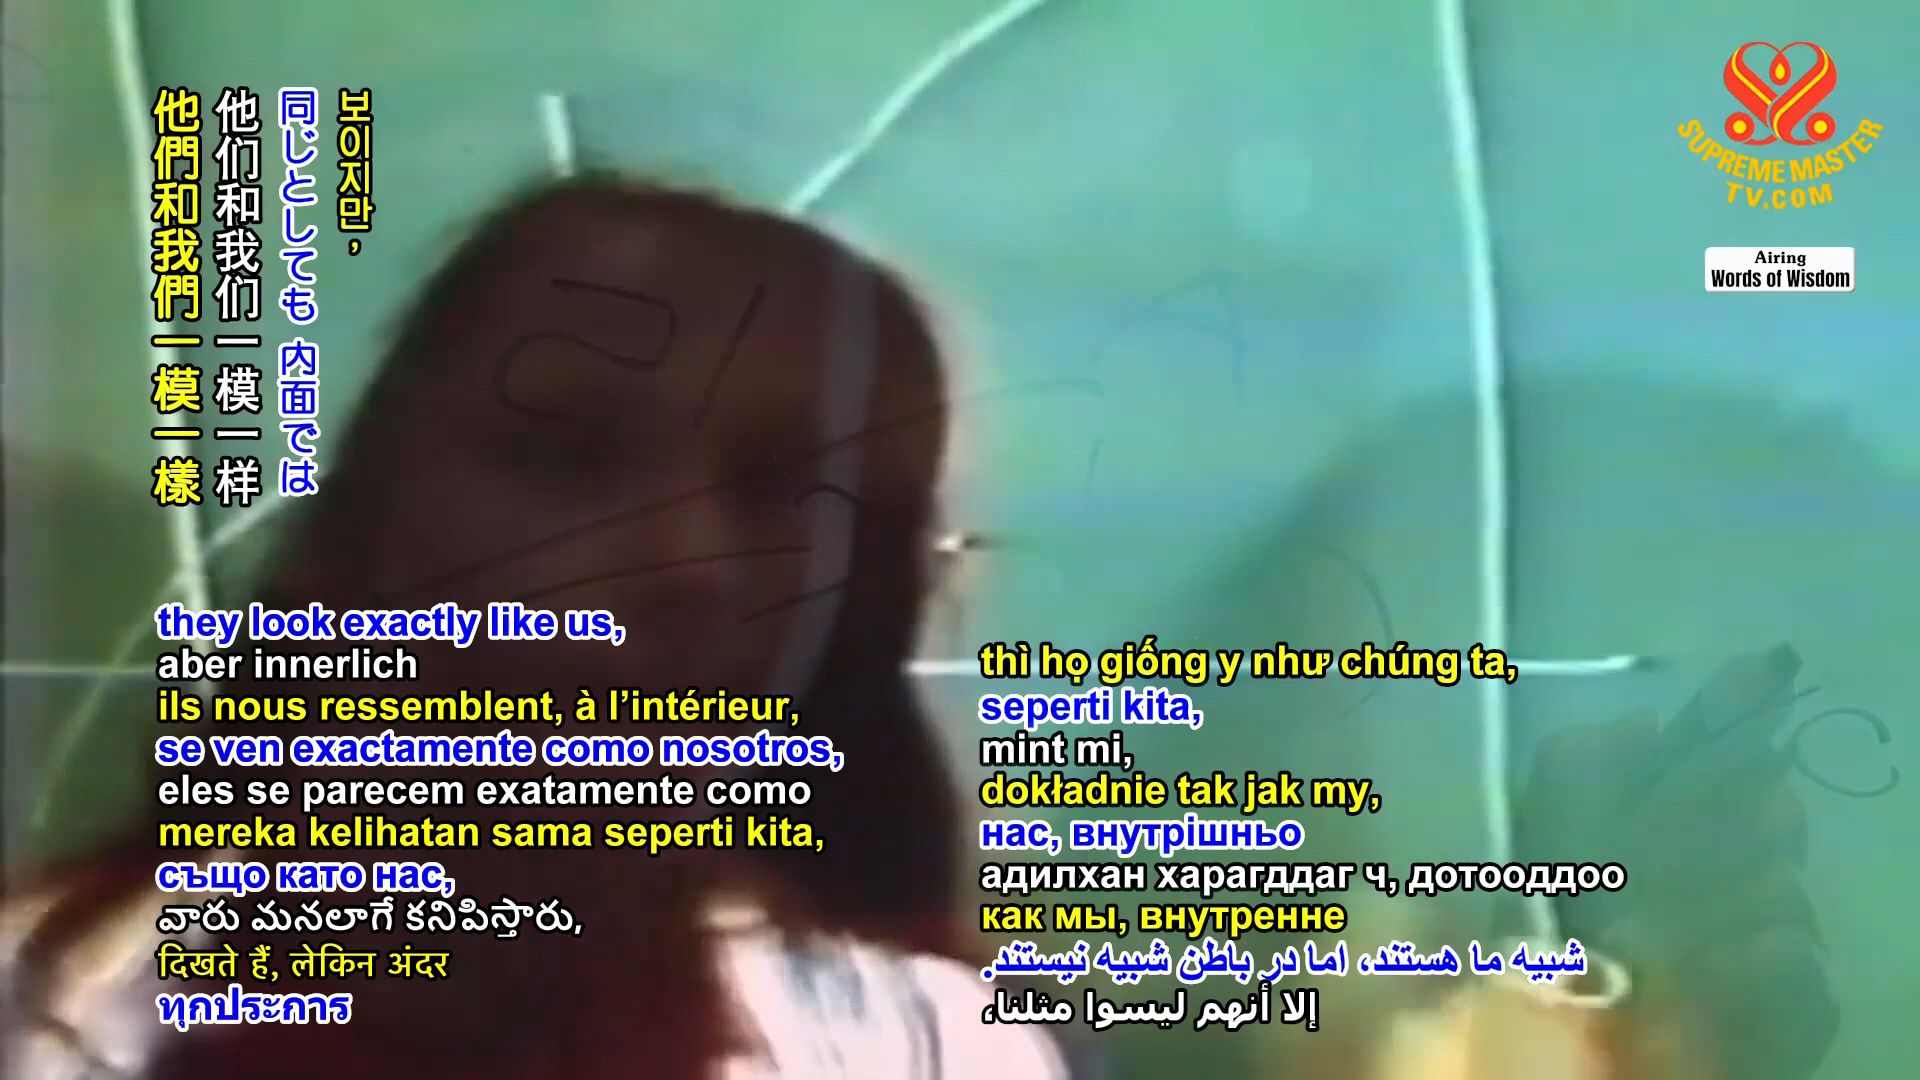 보이지만,
同じとしても 内面では
他们和我们一模一样
他們和我們一模一樣
SUPREME MASTER
TV.COM
Airing
Words of Wisdom
they look exactly like us,
aber innerlich
ils nous ressemblent, à l’intérieur,
se ven exactamente como nosotros,
eles se parecem exatamente como
mereka kelihatan sama seperti kita,
също като нас,
వారు మనలాగే కనిపిస్తారు,
दिखते हैं, लेकिन अंदर
ทุกประการ
thì họ giống y như chúng ta,
seperti kita,
mint mi,
dokładnie tak jak my,
нас, внутрішньо
адилхан харагддаг ч, дотооддоо
как мы, внутренне
شبیه ما هستند، اما در باطن شبیه نیستند.
إلا أنهم ليسوا مثلنا،